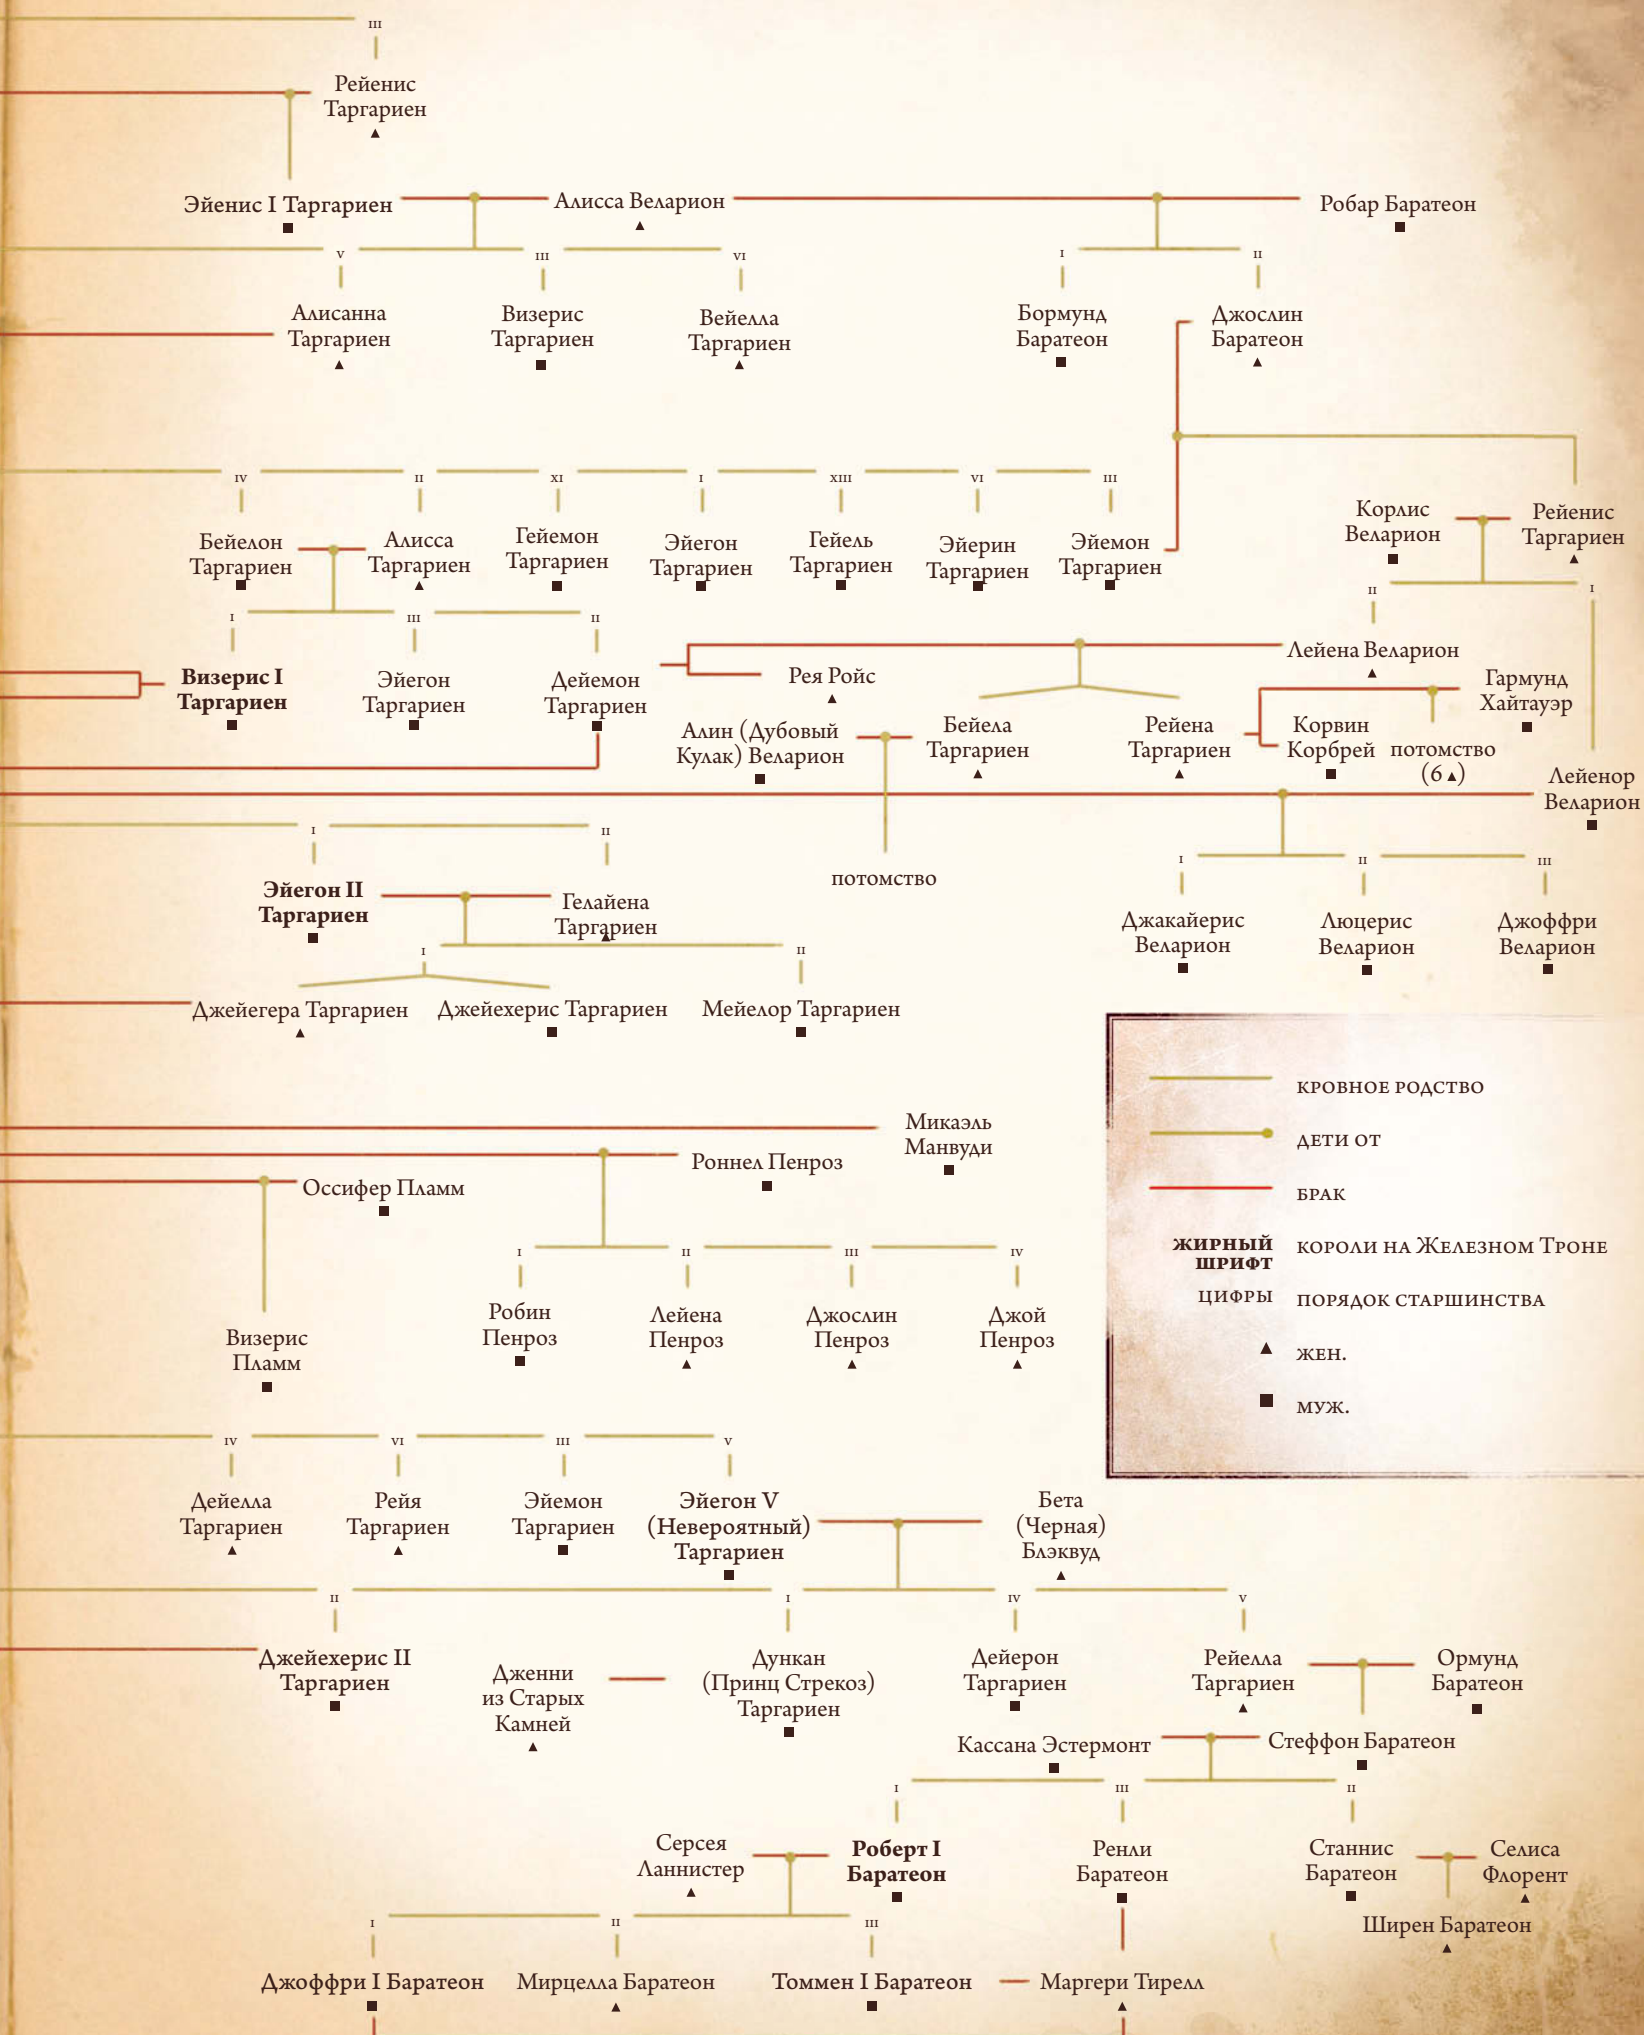 III
Рейенис
Таргариен
Эйенис I Таргариен
Алисса Веларион
Робар Баратеон
V
III
VI
I
II
Алисанна
Таргариен
Визерис
Таргариен
Вейелла
Таргариен
Бормунд
Баратеон
Джослин
Баратеон
IV
II
XI
I
XIII
VI
III
Бейелон
Таргариен
Алисса
Таргариен
Гейемон
Таргариен
Эйегон
Таргариен
Гейель
Таргариен
Эйерин
Таргариен
Эйемон
Таргариен
Корлис
Веларион
Рейенис
Таргариен
II
I
I
III
II
Визерис I
Таргариен
Эйегон
Таргариен
Дейемон
Таргариен
Рея Ройс
Лейена Веларион
Гармунд
Хайтауэр
Алин (Дубовый
Кулак) Веларион
Бейела
Таргариен
Рейена
Таргариен
Корвин
Корбрей
потомство
(6 ▲)
Лейенор
Веларион
I
II
потомство
I
II
III
Эйегон II
Таргариен
Гелайена
Таргариен
Джакайерис
Веларион
Люцерис
Веларион
Джоффри
Веларион
I
II
Джейегера Таргариен
Джейехерис Таргариен
Мейелор Таргариен
кровное родство
дети от
брак
жирный
шрифт
короли на Железном Троне
цифры
порядок старшинства
жен.
муж.
Микаэль
Манвуди
Роннел Пенроз
Оссифер Пламм
I
II
III
IV
Робин
Пенроз
Лейена
Пенроз
Джослин
Пенроз
Джой
Пенроз
Визерис
Пламм
IV
VI
III
V
Дейелла
Таргариен
Рейя
Таргариен
Эйемон
Таргариен
Эйегон V
(Невероятный)
Таргариен
Бета
(Черная)
Блэквуд
II
I
IV
V
Джейехерис II
Таргариен
Дженни
из Старых
Камней
Дункан
(Принц Стрекоз)
Таргариен
Дейерон
Таргариен
Рейелла
Таргариен
Ормунд
Баратеон
Кассана Эстермонт
Стеффон Баратеон
I
III
II
Серсея
Ланнистер
Роберт I
Баратеон
Ренли
Баратеон
Станнис
Баратеон
Селиса
Флорент
Ширен Баратеон
I
II
III
Джоффри I Баратеон
Мирцелла Баратеон
Томмен I Баратеон
Маргери Тирелл